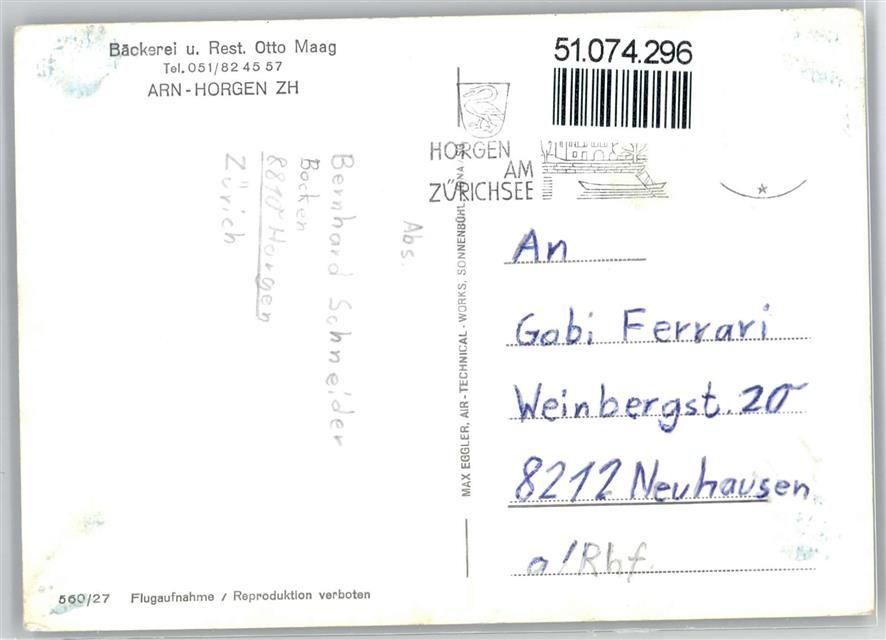 Bäckerei u. Rest. Otto Maag
Tel. 051/82 45 57
ARN-HORGEN ZH
51.074.296
HORGEN
AM
ZÜRICHSEE
Abs.
Bernhard Schneider
Bocken
8810 Horgen
Zürich
MAX EGGLER, AIR-TECHNICAL-WORKS, SONNENBÜHL
An
Gabi Ferrari
Weinbergst. 20
8212 Neuhausen
a/Rhf.
560/27 Flugaufnahme / Reproduktion verboten